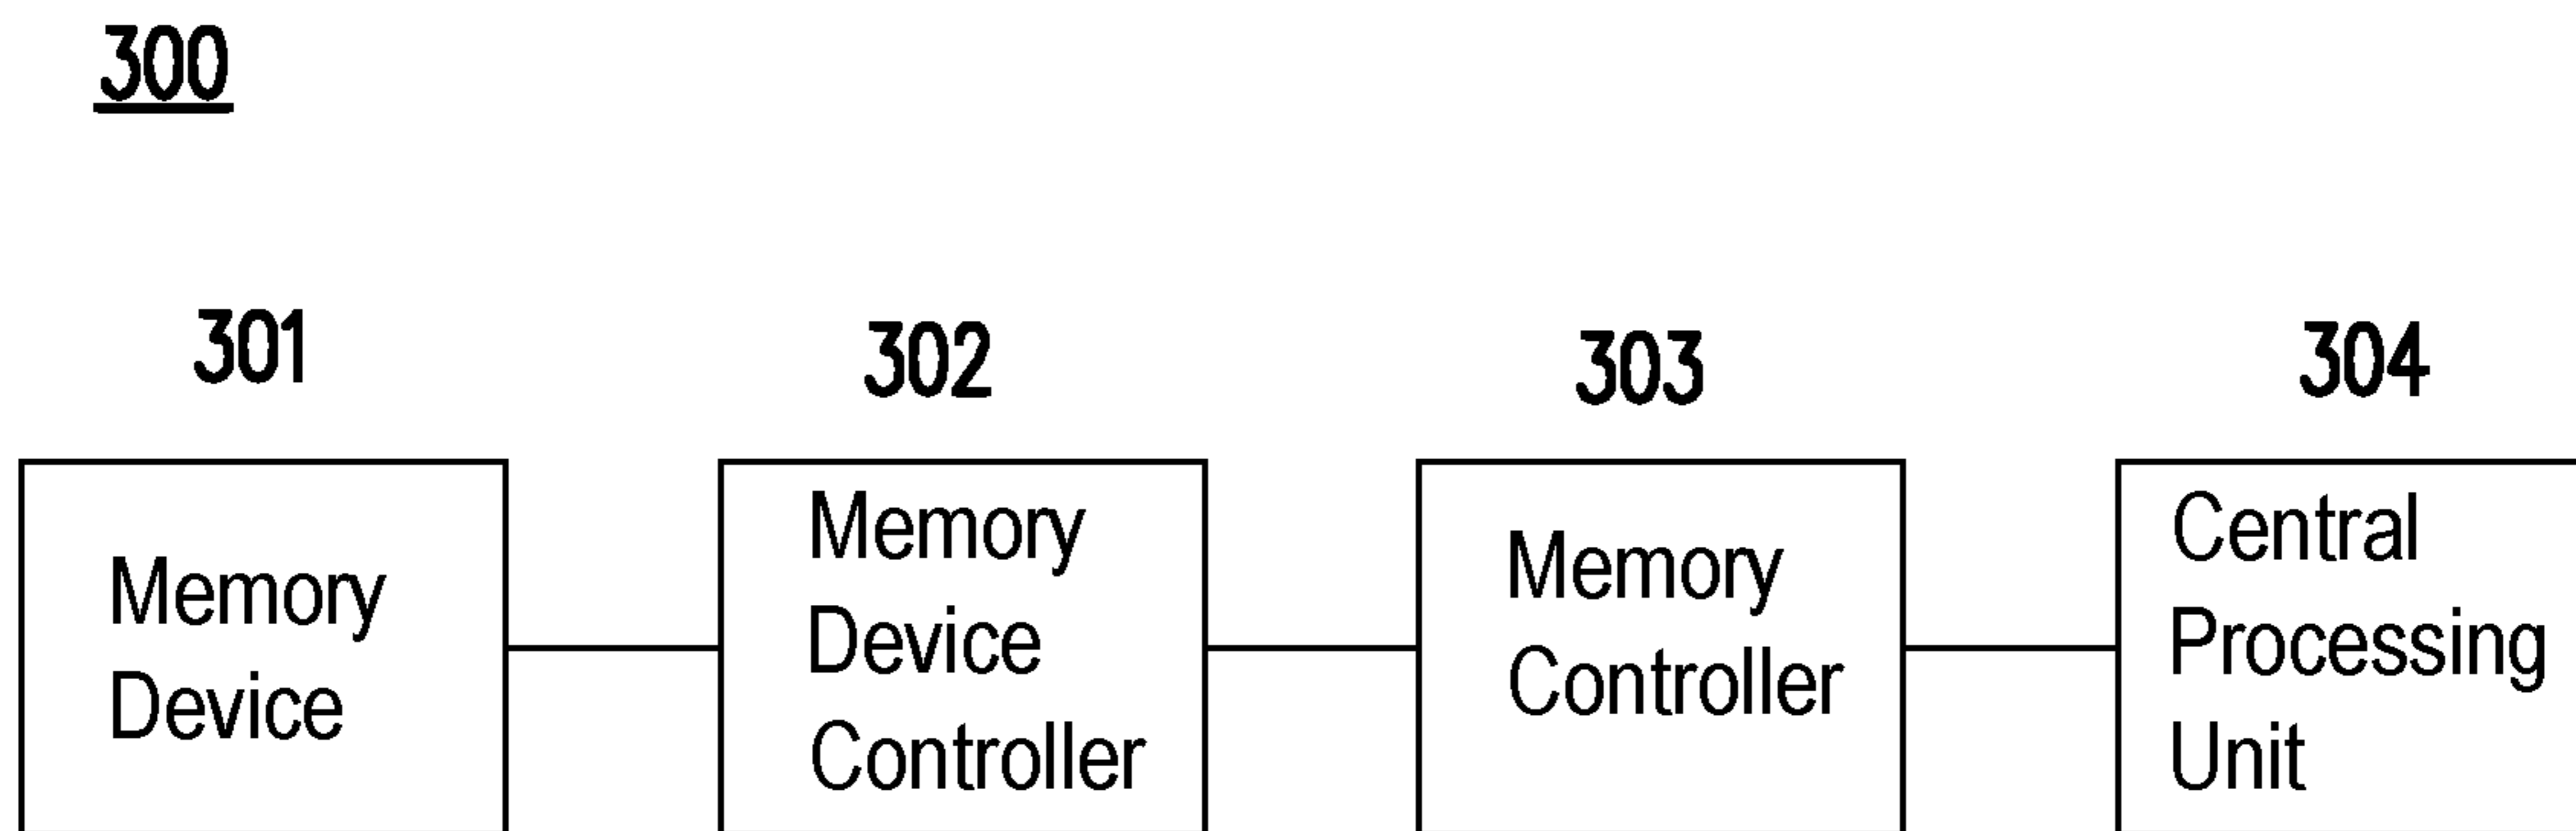 300
301
302
303
304
Memory
Device
Memory
Device
Controller
Memory
Controller
Central
Processing
Unit